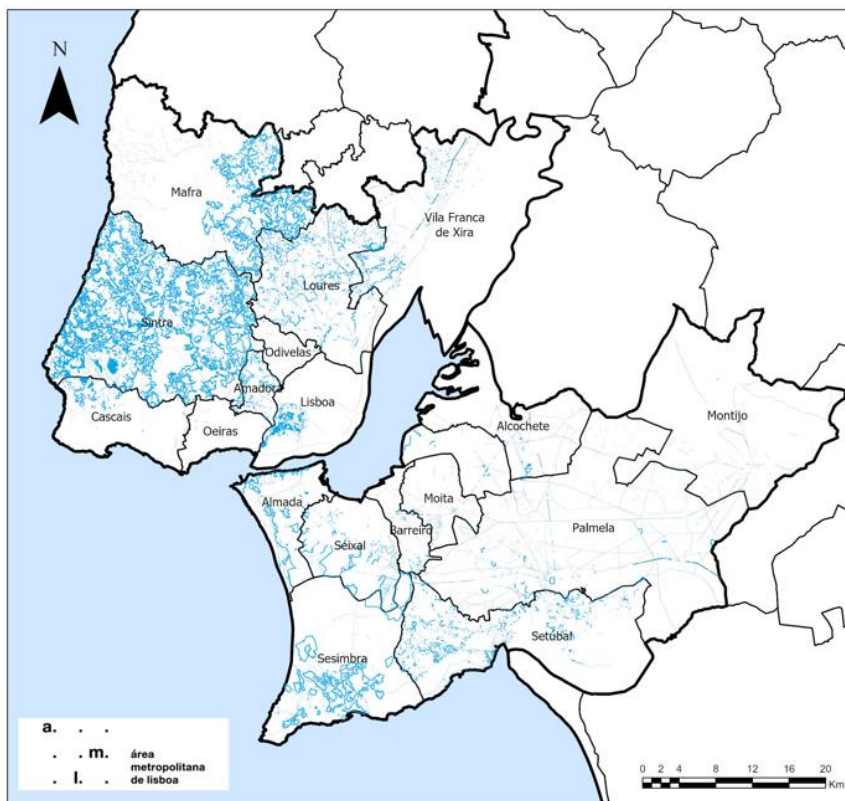 N
Mafra
Vila Franca
de Xira
Loures
Sintra
Odivelas
Amadora
Lisboa
Cascais
Oeiras
Alcochete
Montijo
Almada
Moita
Barreiro
Seixal
Palmela
Setúbal
Sesimbra
a. . .
. . m. área
metropolitana
. l. . de lisboa
0 2 4 8 12 16 20
Km